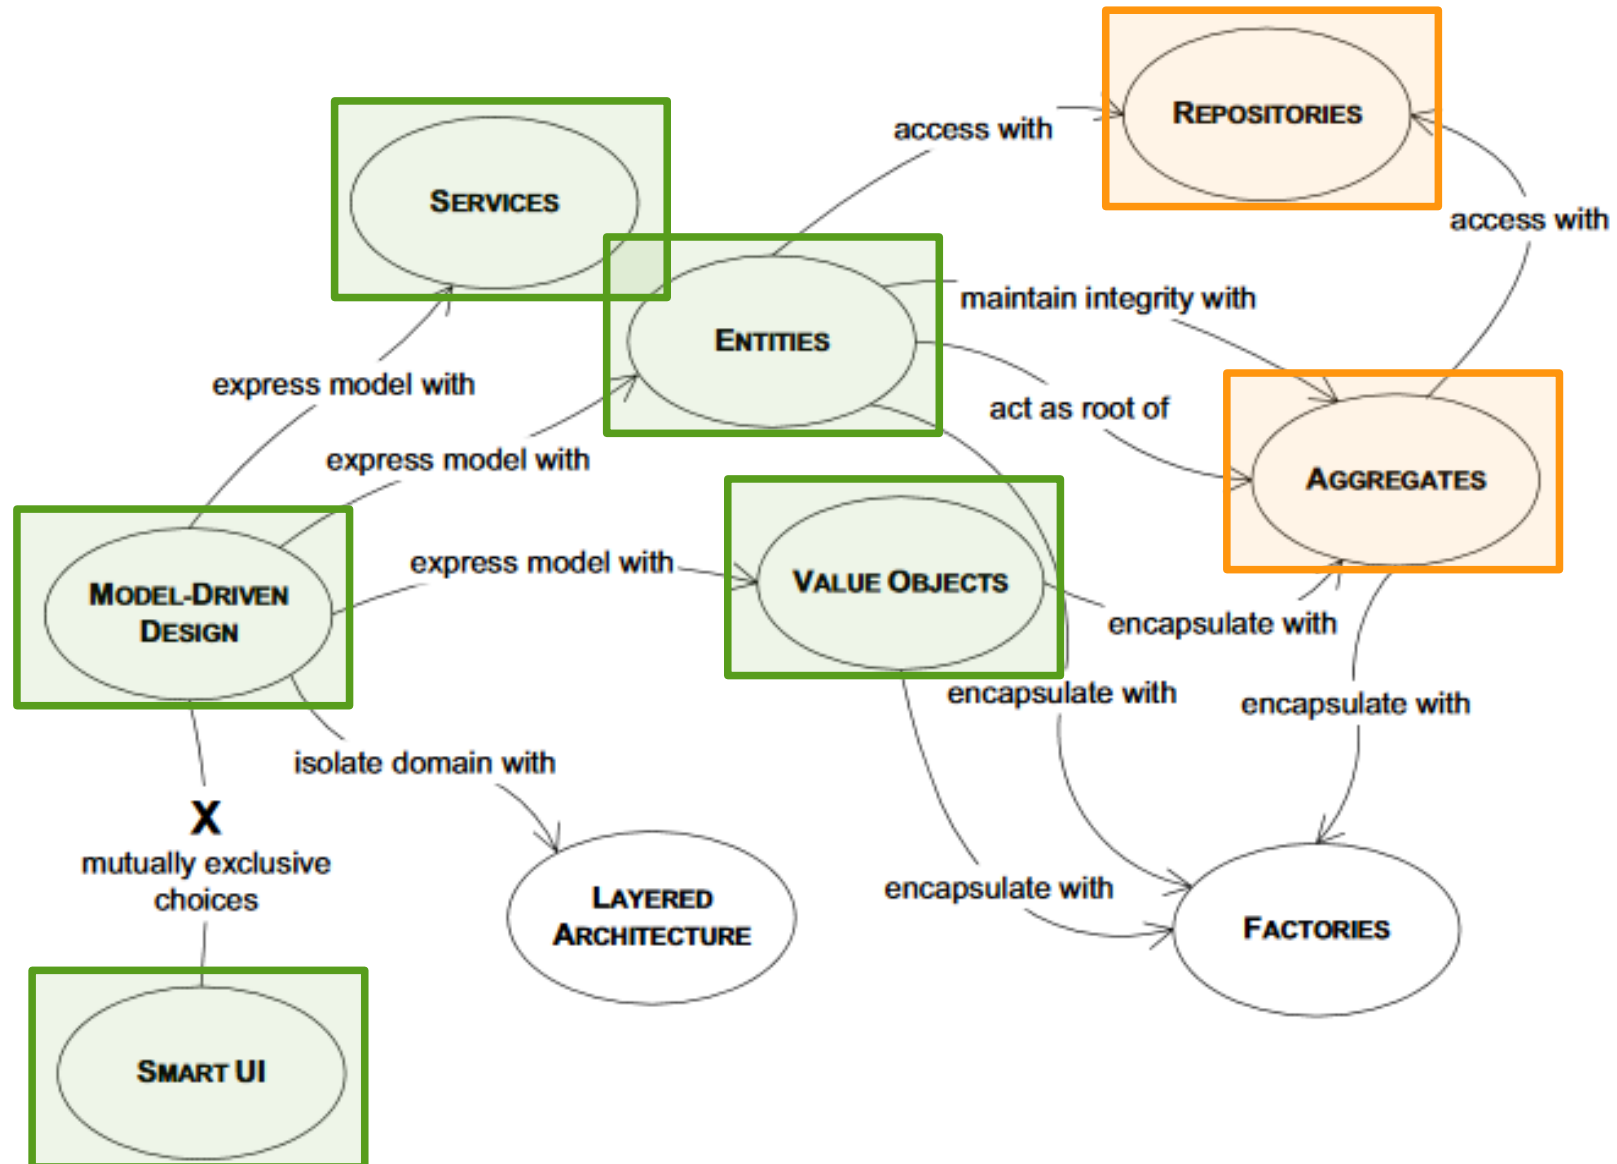 REPOSITORIES
access with
SERVICES
access with
maintain integrity with
ENTITIES
express model with
act as root of
express model with
AGGREGATES
express model with
VALUE OBJECTS
MODEL-DRIVEN
DESIGN
encapsulate with
encapsulate with
encapsulate with
isolate domain with
X
mutually exclusive
choices
encapsulate with
LAYERED
ARCHITECTURE
FACTORIES
SMART UI